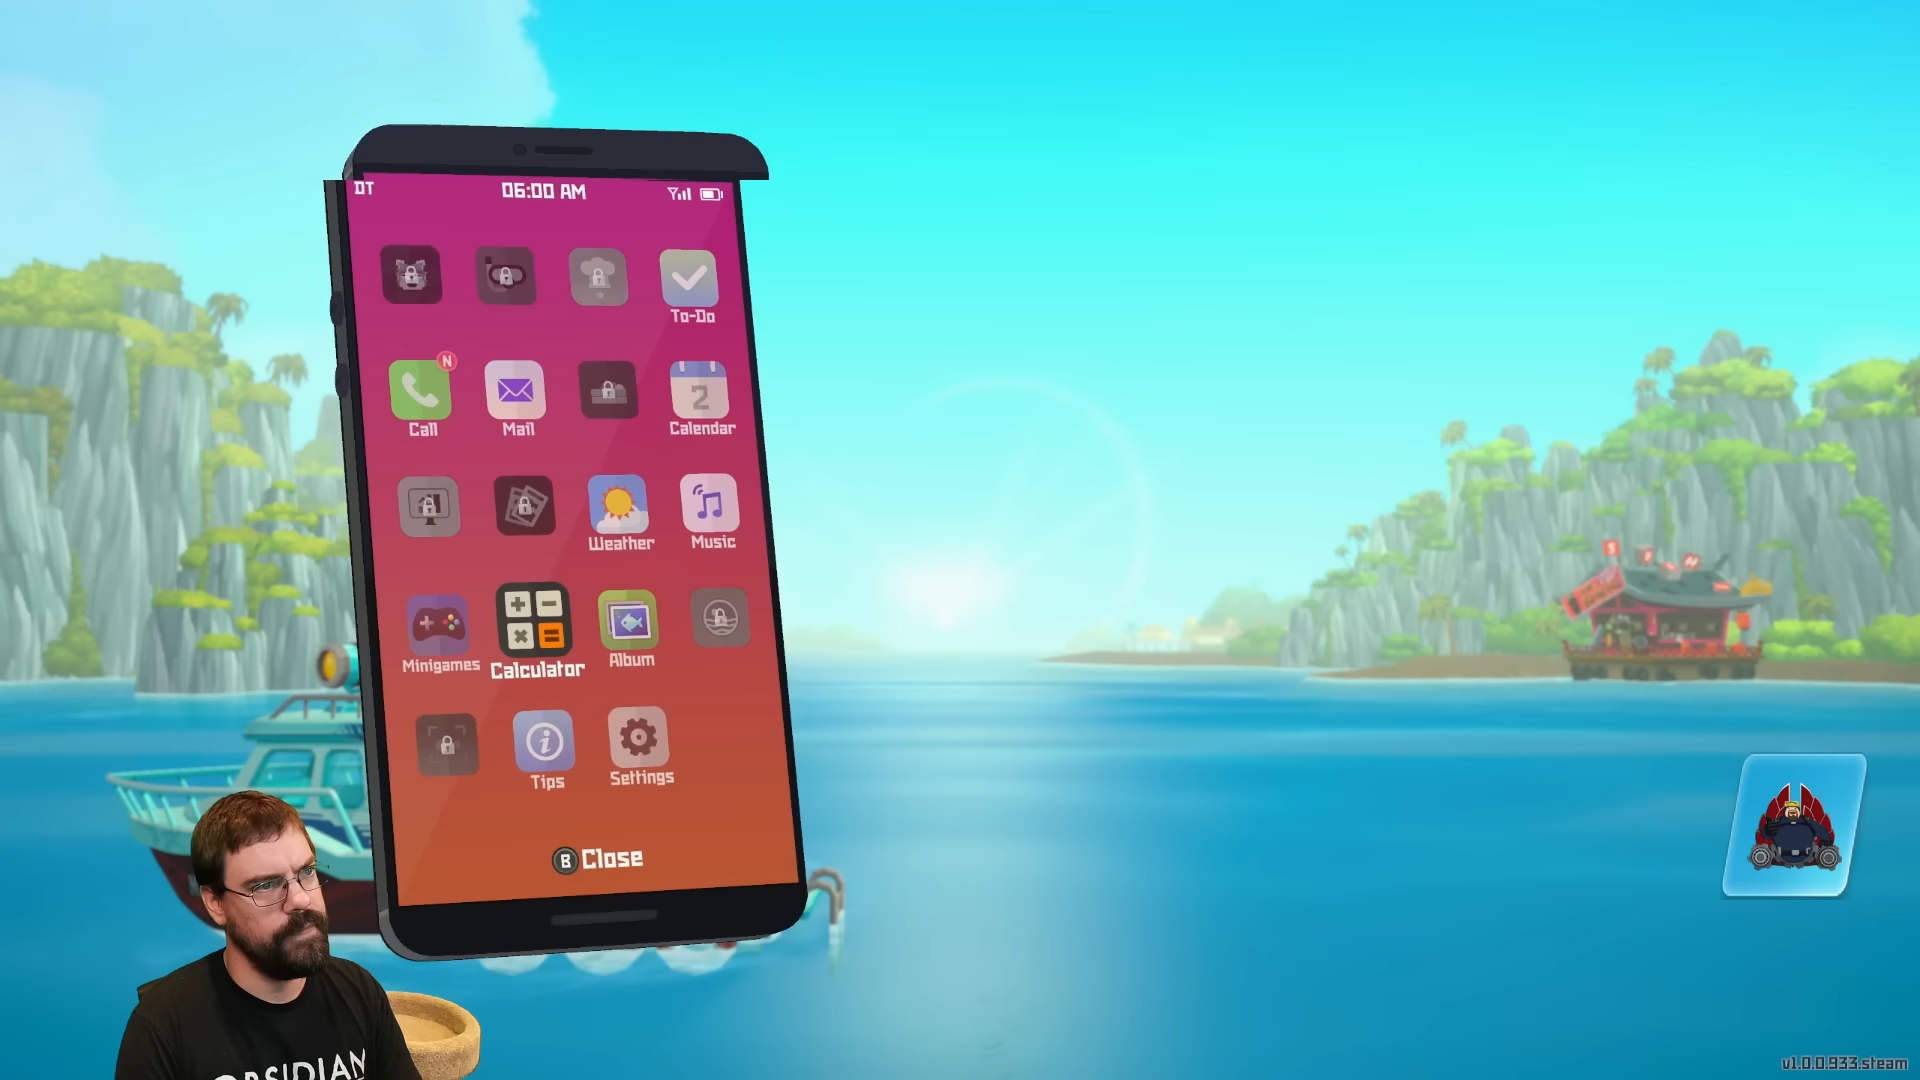 DT 06:00 AM
To-Do
N
Call Mail 2 Calendar
Weather Music
Minigames Calculator Album
Tips Settings
B Close
v1.0.0.933.steam